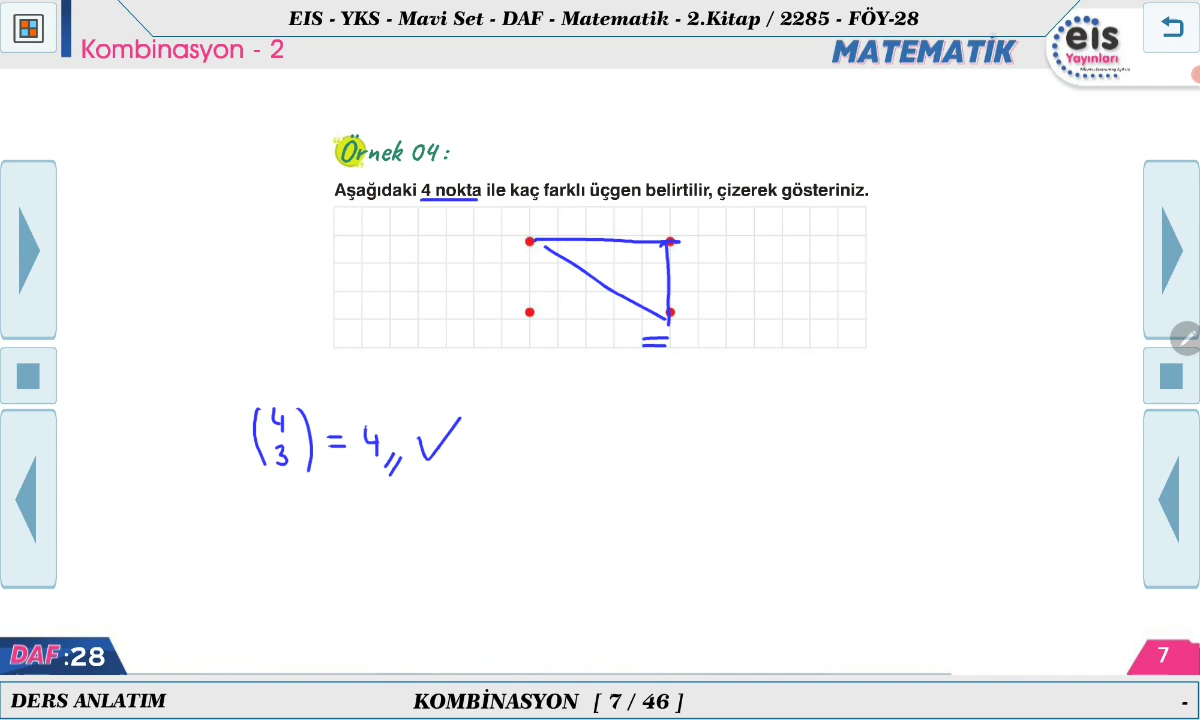 EIS - YKS - Mavi Set - DAF - Matematik - 2.Kitap / 2285 - FÖY-28
Kombinasyon - 2
MATEMATİK
eis
Yayınları
Örnek 04 :
Aşağıdaki 4 nokta ile kaç farklı üçgen belirtilir, çizerek gösteriniz.
(4 3) = 4,, ✓
DAF :28
7
DERS ANLATIM
KOMBİNASYON [ 7 / 46 ]
-